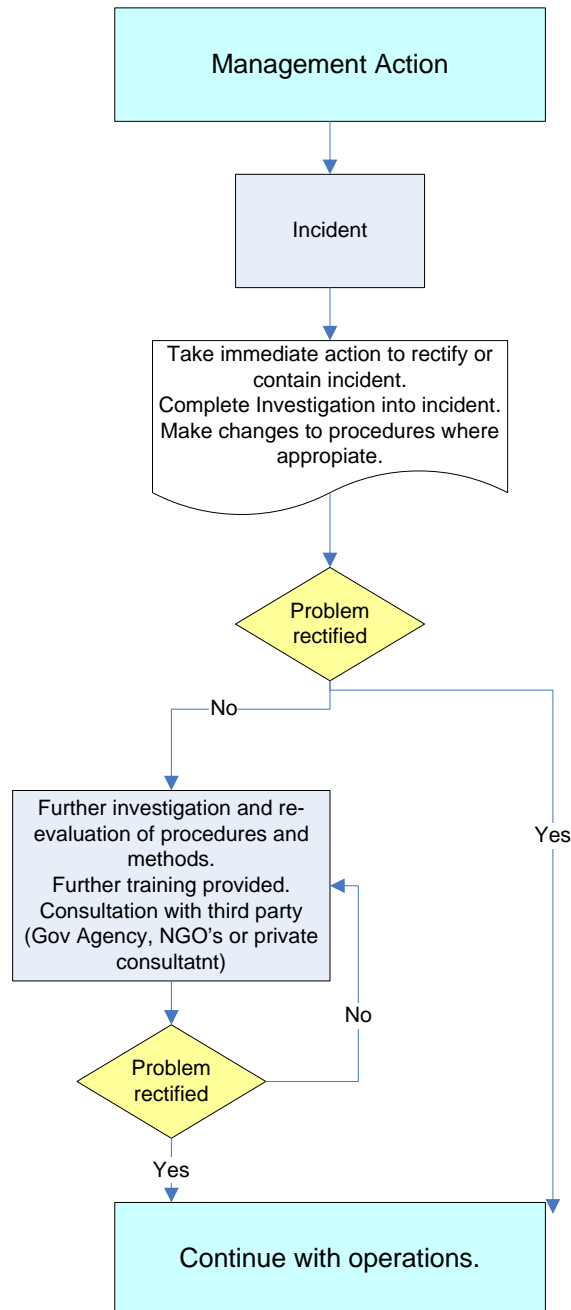 Management Action
Incident
Take immediate action to rectify or
contain incident.
Complete Investigation into incident.
Make changes to procedures where
appropiate.
Problem
rectified
No
Yes
Further investigation and re-
evaluation of procedures and
methods.
Further training provided.
Consultation with third party
(Gov Agency, NGO's or private
consultatnt)
No
Problem
rectified
Yes
Continue with operations.